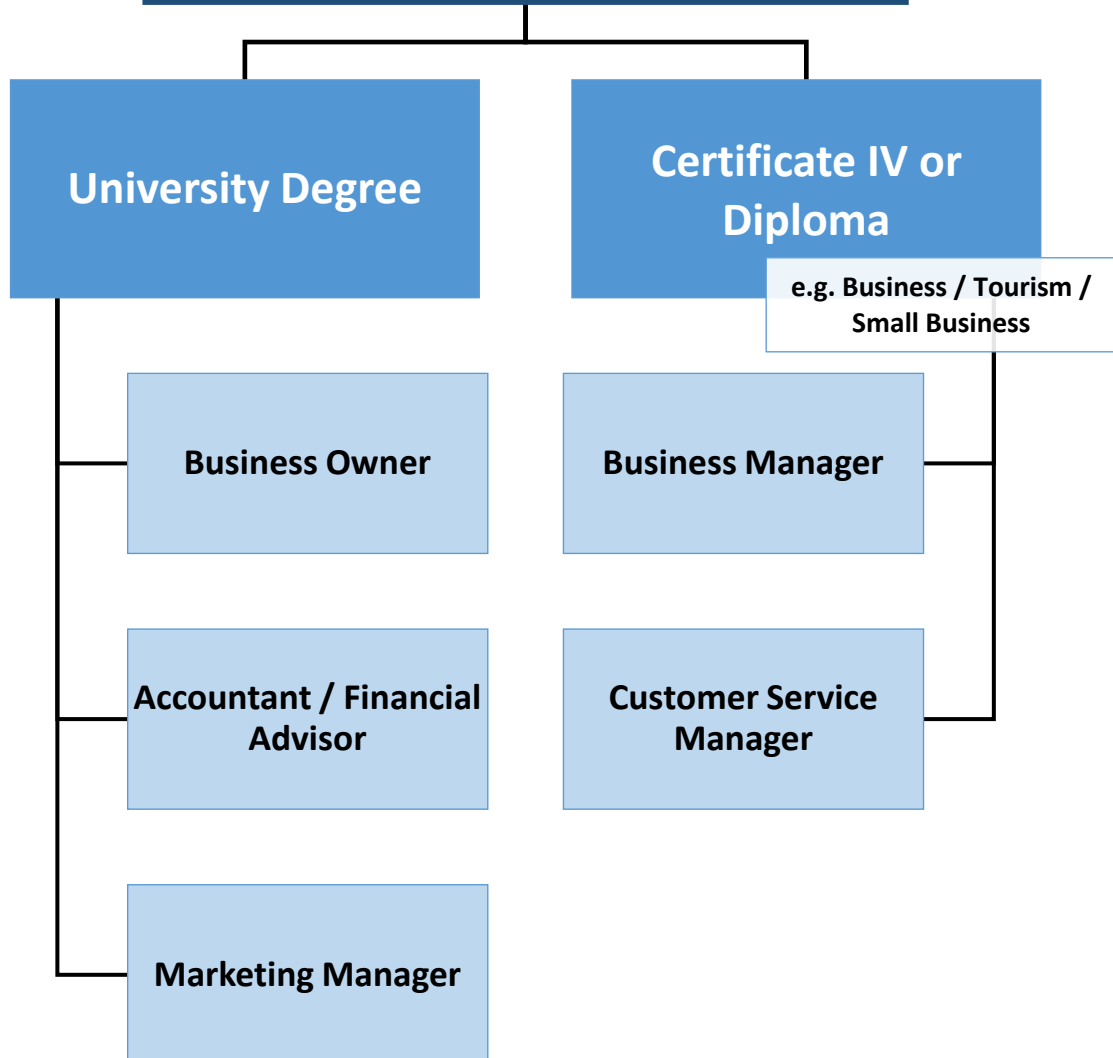 University Degree
Certificate IV or
Diploma
e.g. Business / Tourism /
Small Business
Business Owner
Business Manager
Accountant / Financial
Advisor
Customer Service
Manager
Marketing Manager